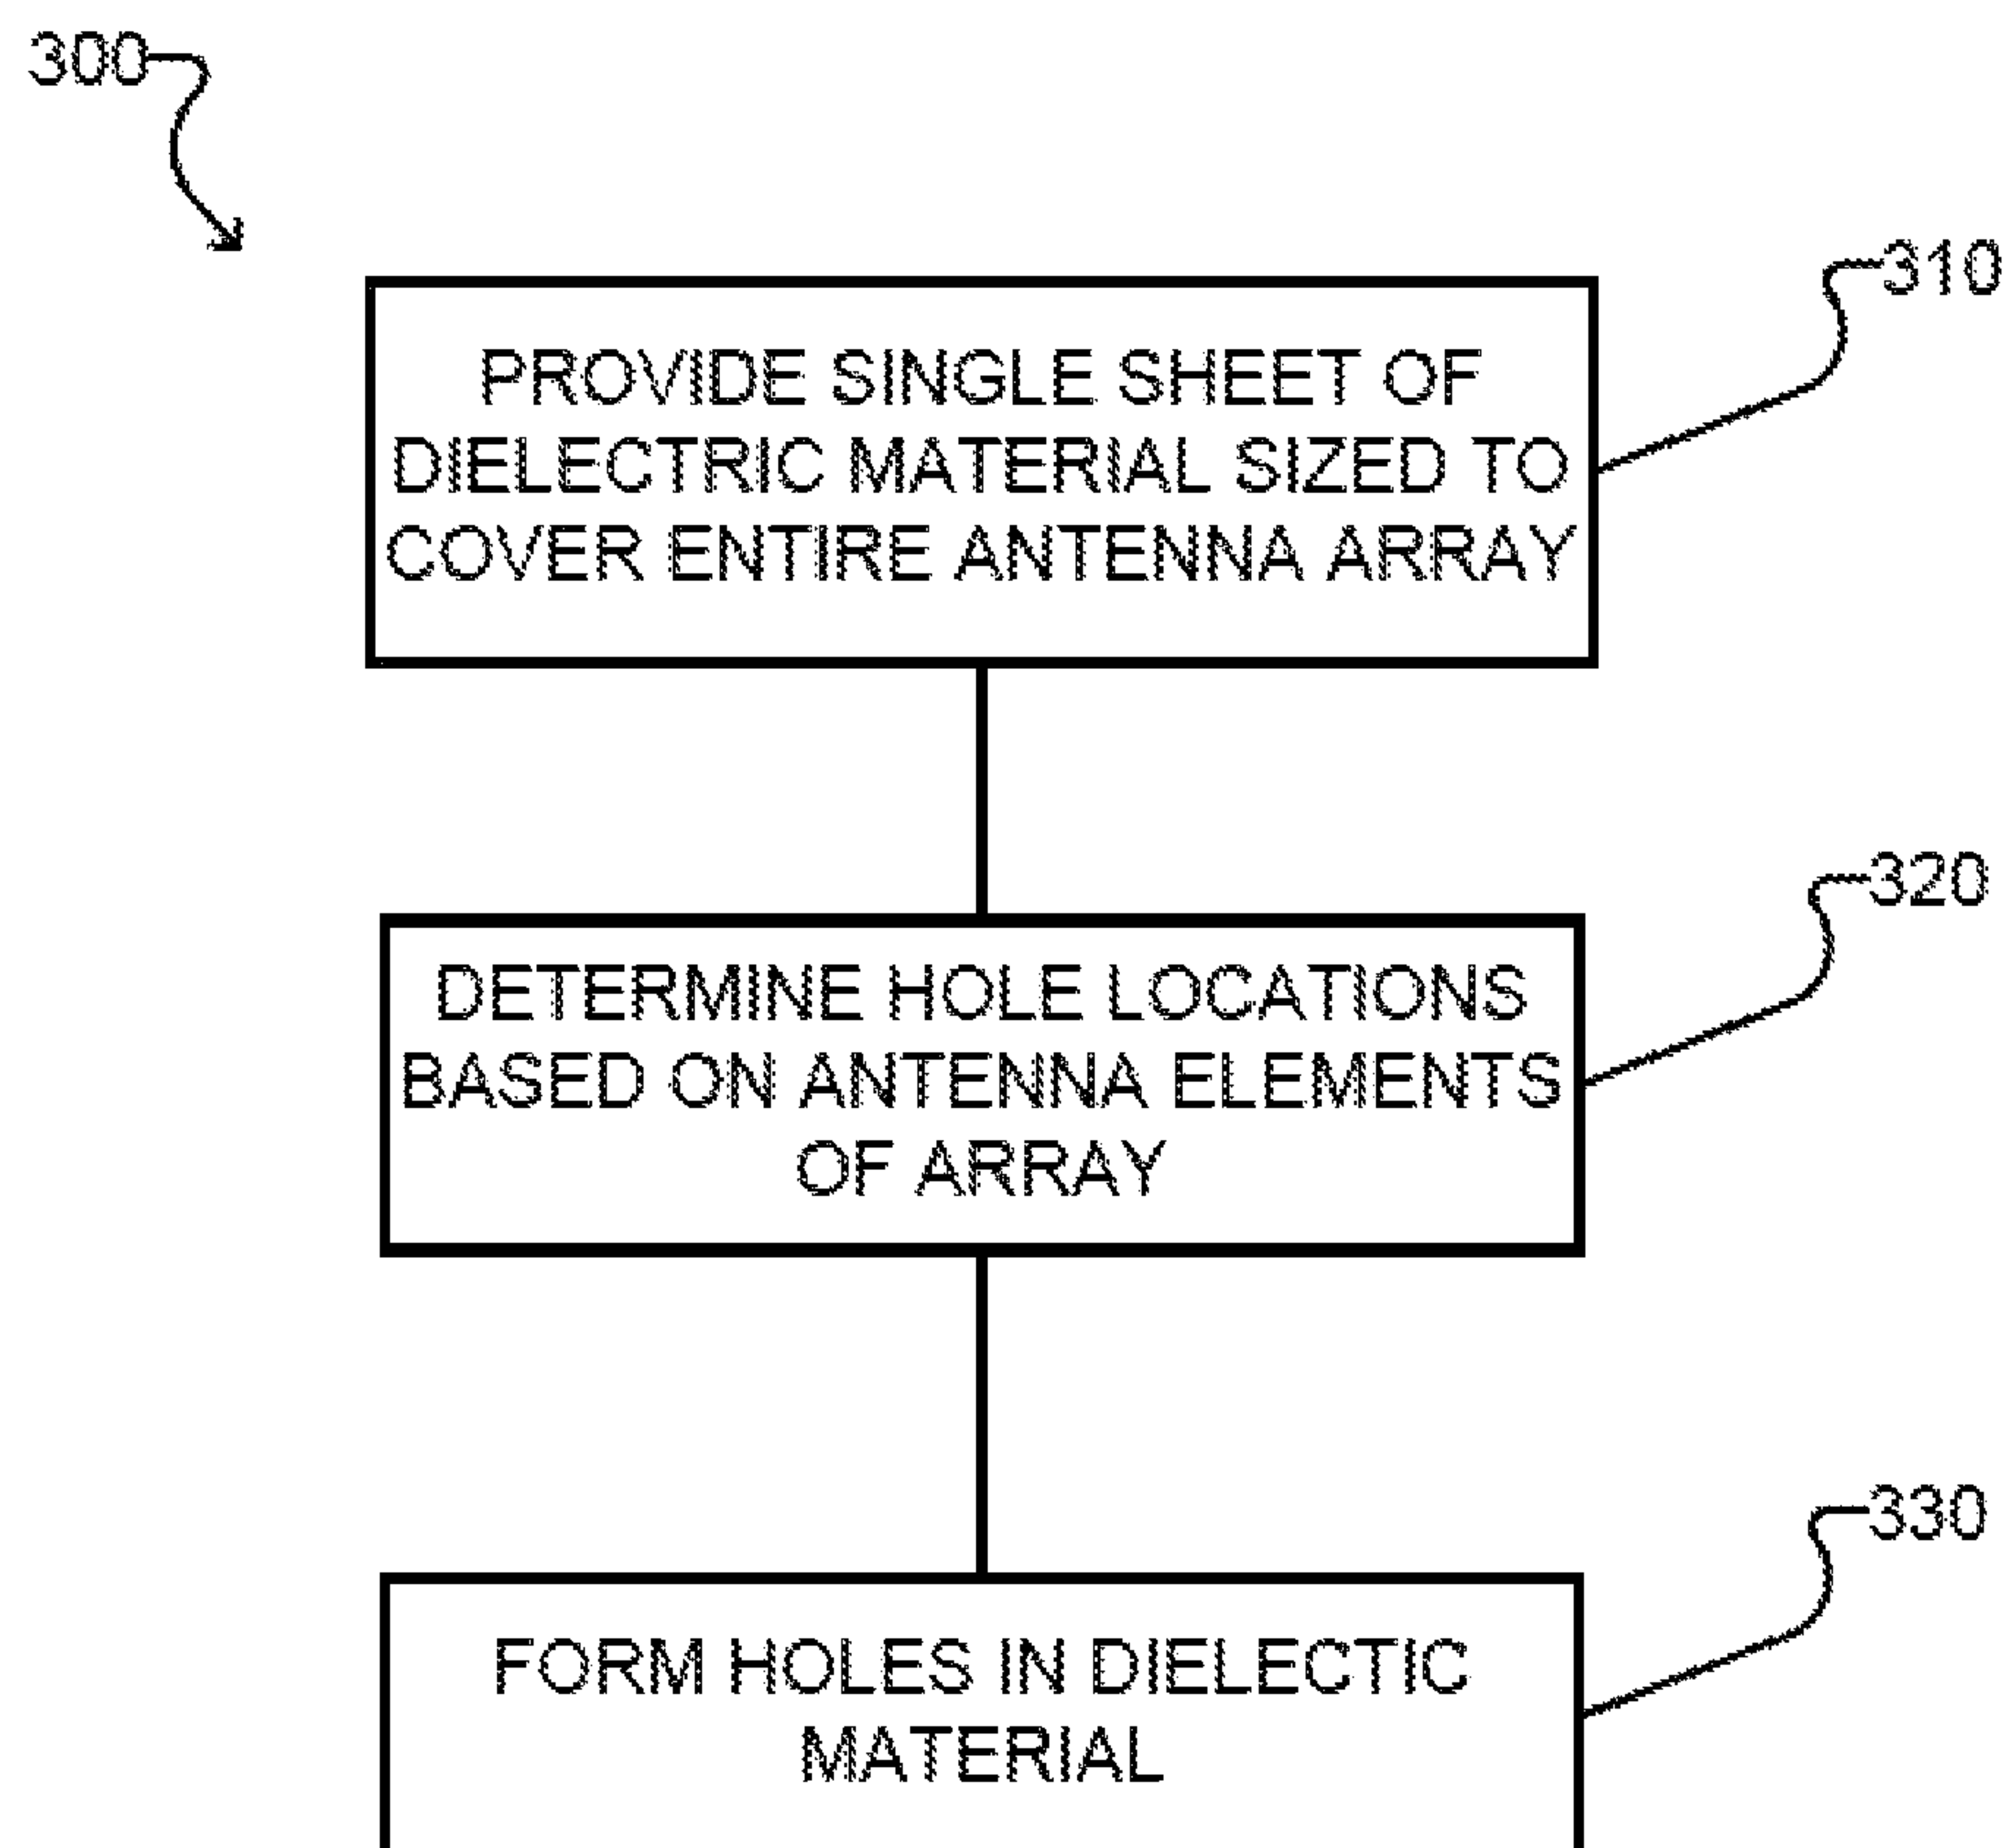 300
310
PROVIDE SINGLE SHEET OF
DIELECTRIC MATERIAL SIZED TO
COVER ENTIRE ANTENNA ARRAY
320
DETERMINE HOLE LOCATIONS
BASED ON ANTENNA ELEMENTS
OF ARRAY
330
FORM HOLES IN DIELECTIC
MATERIAL